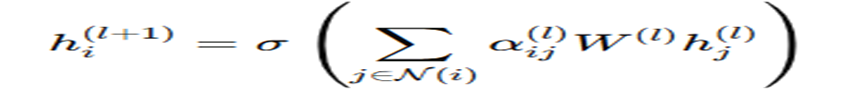 h_i^{(l+1)} = σ ( ∑_{j∈𝒩(i)} α_{ij}^{(l)} W^{(l)} h_j^{(l)} )